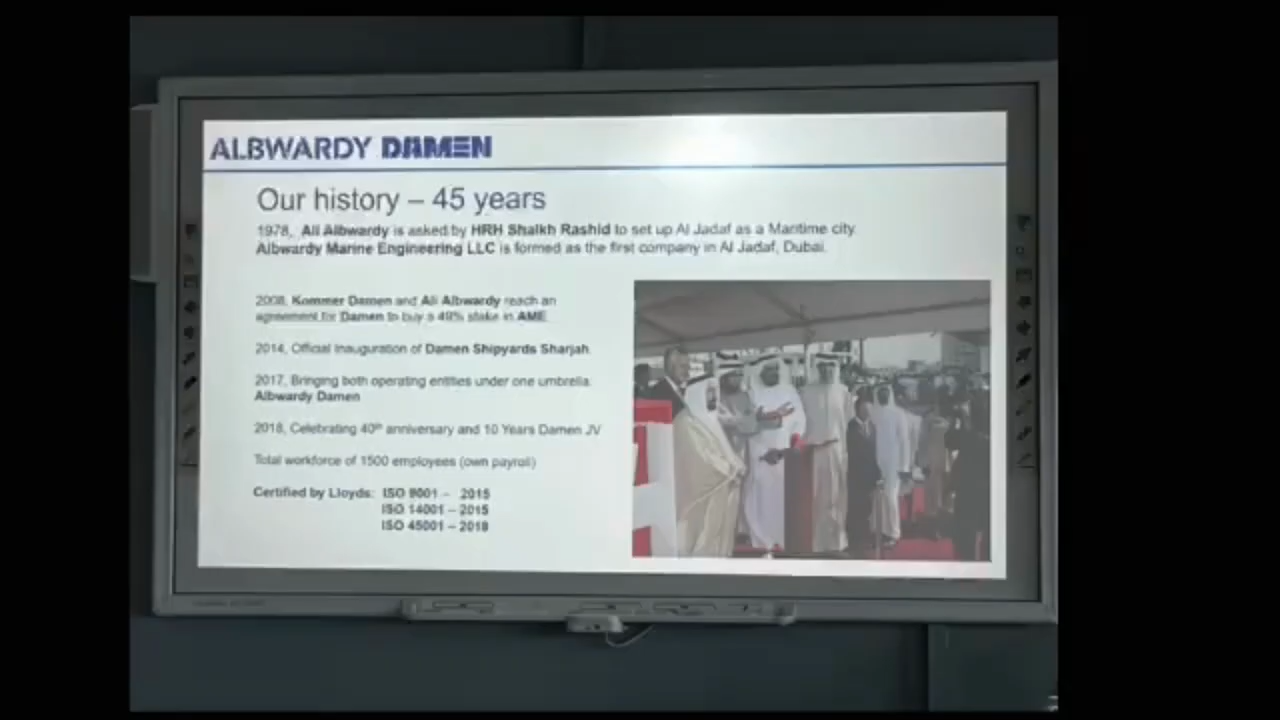 ALBWARDY DAMEN
Our history – 45 years
1978, Ali Albwardy is asked by HRH Shaikh Rashid to set up Al Jadaf as a Maritime city.
Albwardy Marine Engineering LLC is formed as the first company in Al Jadaf, Dubai.
2008, Kommer Damen and Ali Albwardy reach an
agreement for Damen to buy a 49% stake in AME
2014, Official Inauguration of Damen Shipyards Sharjah.
2017, Bringing both operating entities under one umbrella:
Albwardy Damen
2018, Celebrating 40th anniversary and 10 Years Damen JV
Total workforce of 1500 employees (own payroll)
Certified by Lloyds: ISO 9001 – 2015
ISO 14001 – 2015
ISO 45001 – 2018